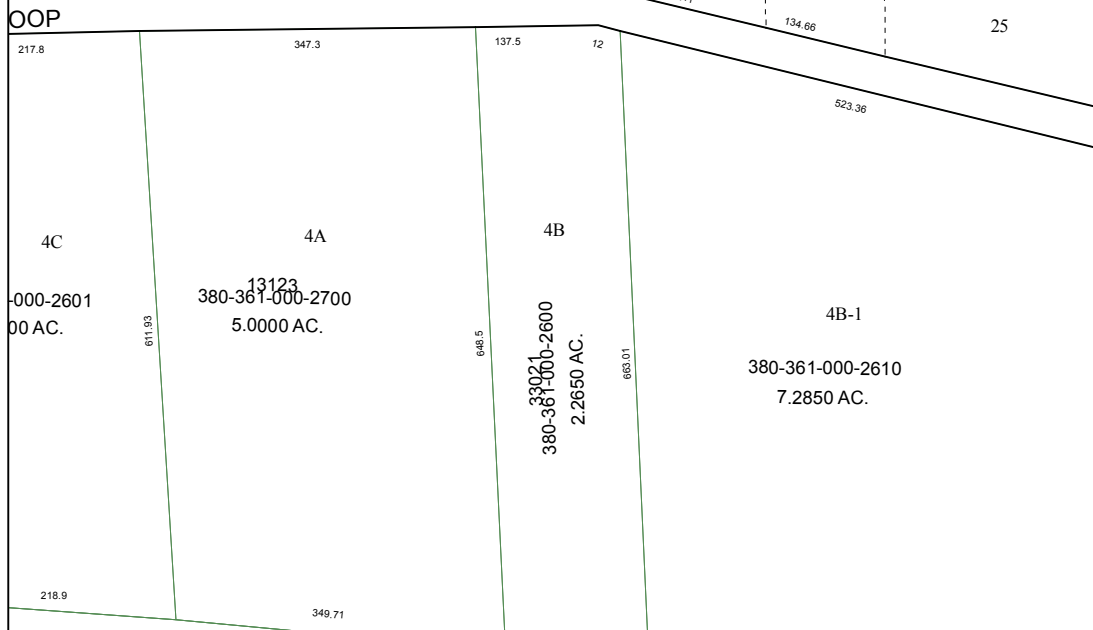 OOP
217.8
347.3
137.5
12
134.66
25
523.36
4C
4A
4B
4B-1
-000-2601
00 AC.
13123
380-361-000-2700
5.0000 AC.
33021
380-361-000-2600
2.2650 AC.
380-361-000-2610
7.2850 AC.
611.93
648.5
663.01
218.9
349.71